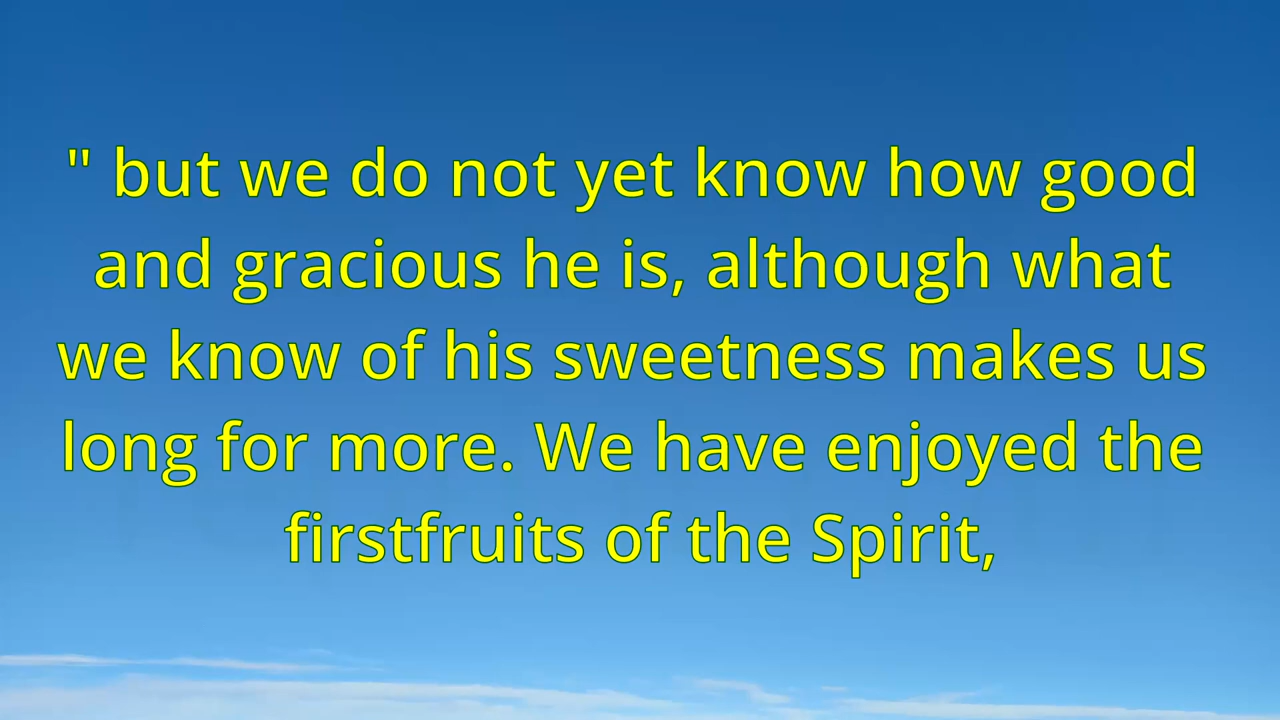 " but we do not yet know how good
and gracious he is, although what
we know of his sweetness makes us
long for more. We have enjoyed the
firstfruits of the Spirit,